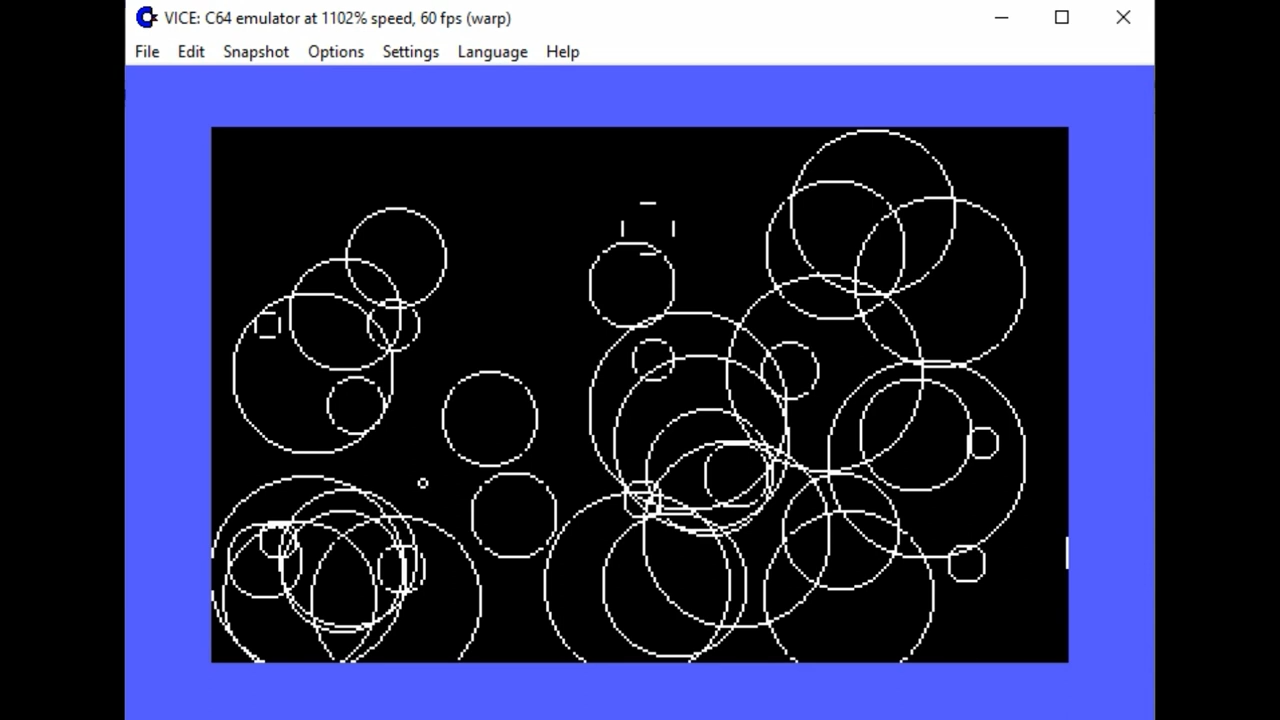 VICE: C64 emulator at 1102% speed, 60 fps (warp)
File Edit Snapshot Options Settings Language Help